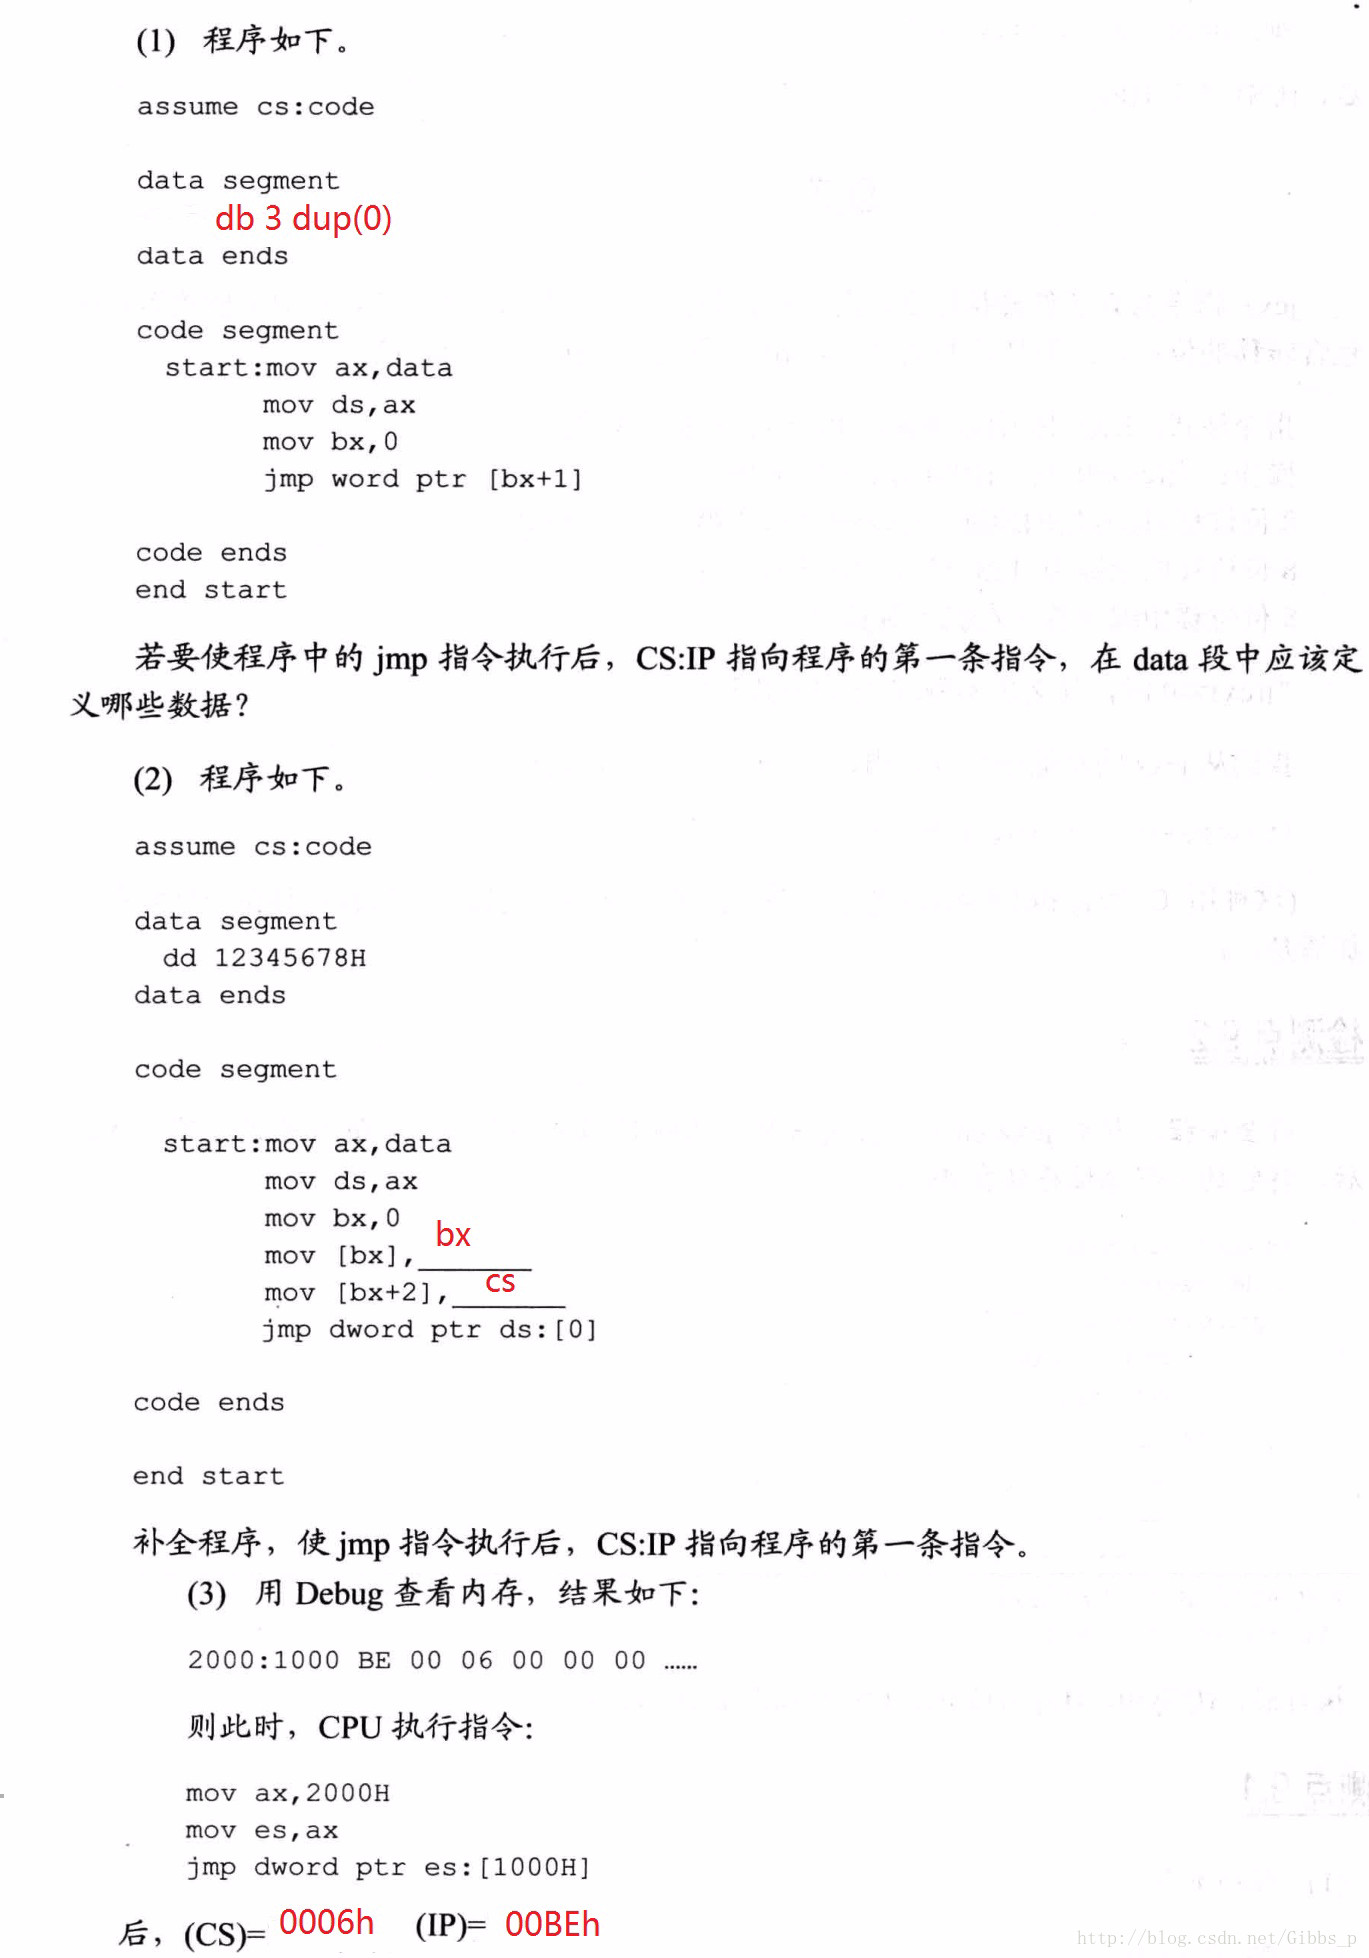 (1) 程序如下。
assume cs:code
data segment
db 3 dup(0)
data ends
code segment
start:mov ax,data
mov ds,ax
mov bx,0
jmp word ptr [bx+1]
code ends
end start
若要使程序中的 jmp 指令执行后，CS:IP 指向程序的第一条指令，在 data 段中应该定
义哪些数据？
(2) 程序如下。
assume cs:code
data segment
dd 12345678H
data ends
code segment
start:mov ax,data
mov ds,ax
mov bx,0
mov [bx],bx
mov [bx+2],cs
jmp dword ptr ds:[0]
code ends
end start
补全程序，使 jmp 指令执行后，CS:IP 指向程序的第一条指令。
(3) 用 Debug 查看内存，结果如下：
2000:1000 BE 00 06 00 00 00 ......
则此时，CPU 执行指令：
mov ax,2000H
mov es,ax
jmp dword ptr es:[1000H]
后，(CS)= 0006h (IP)= 00BEh
http://blog.csdn.net/Gibbs_p